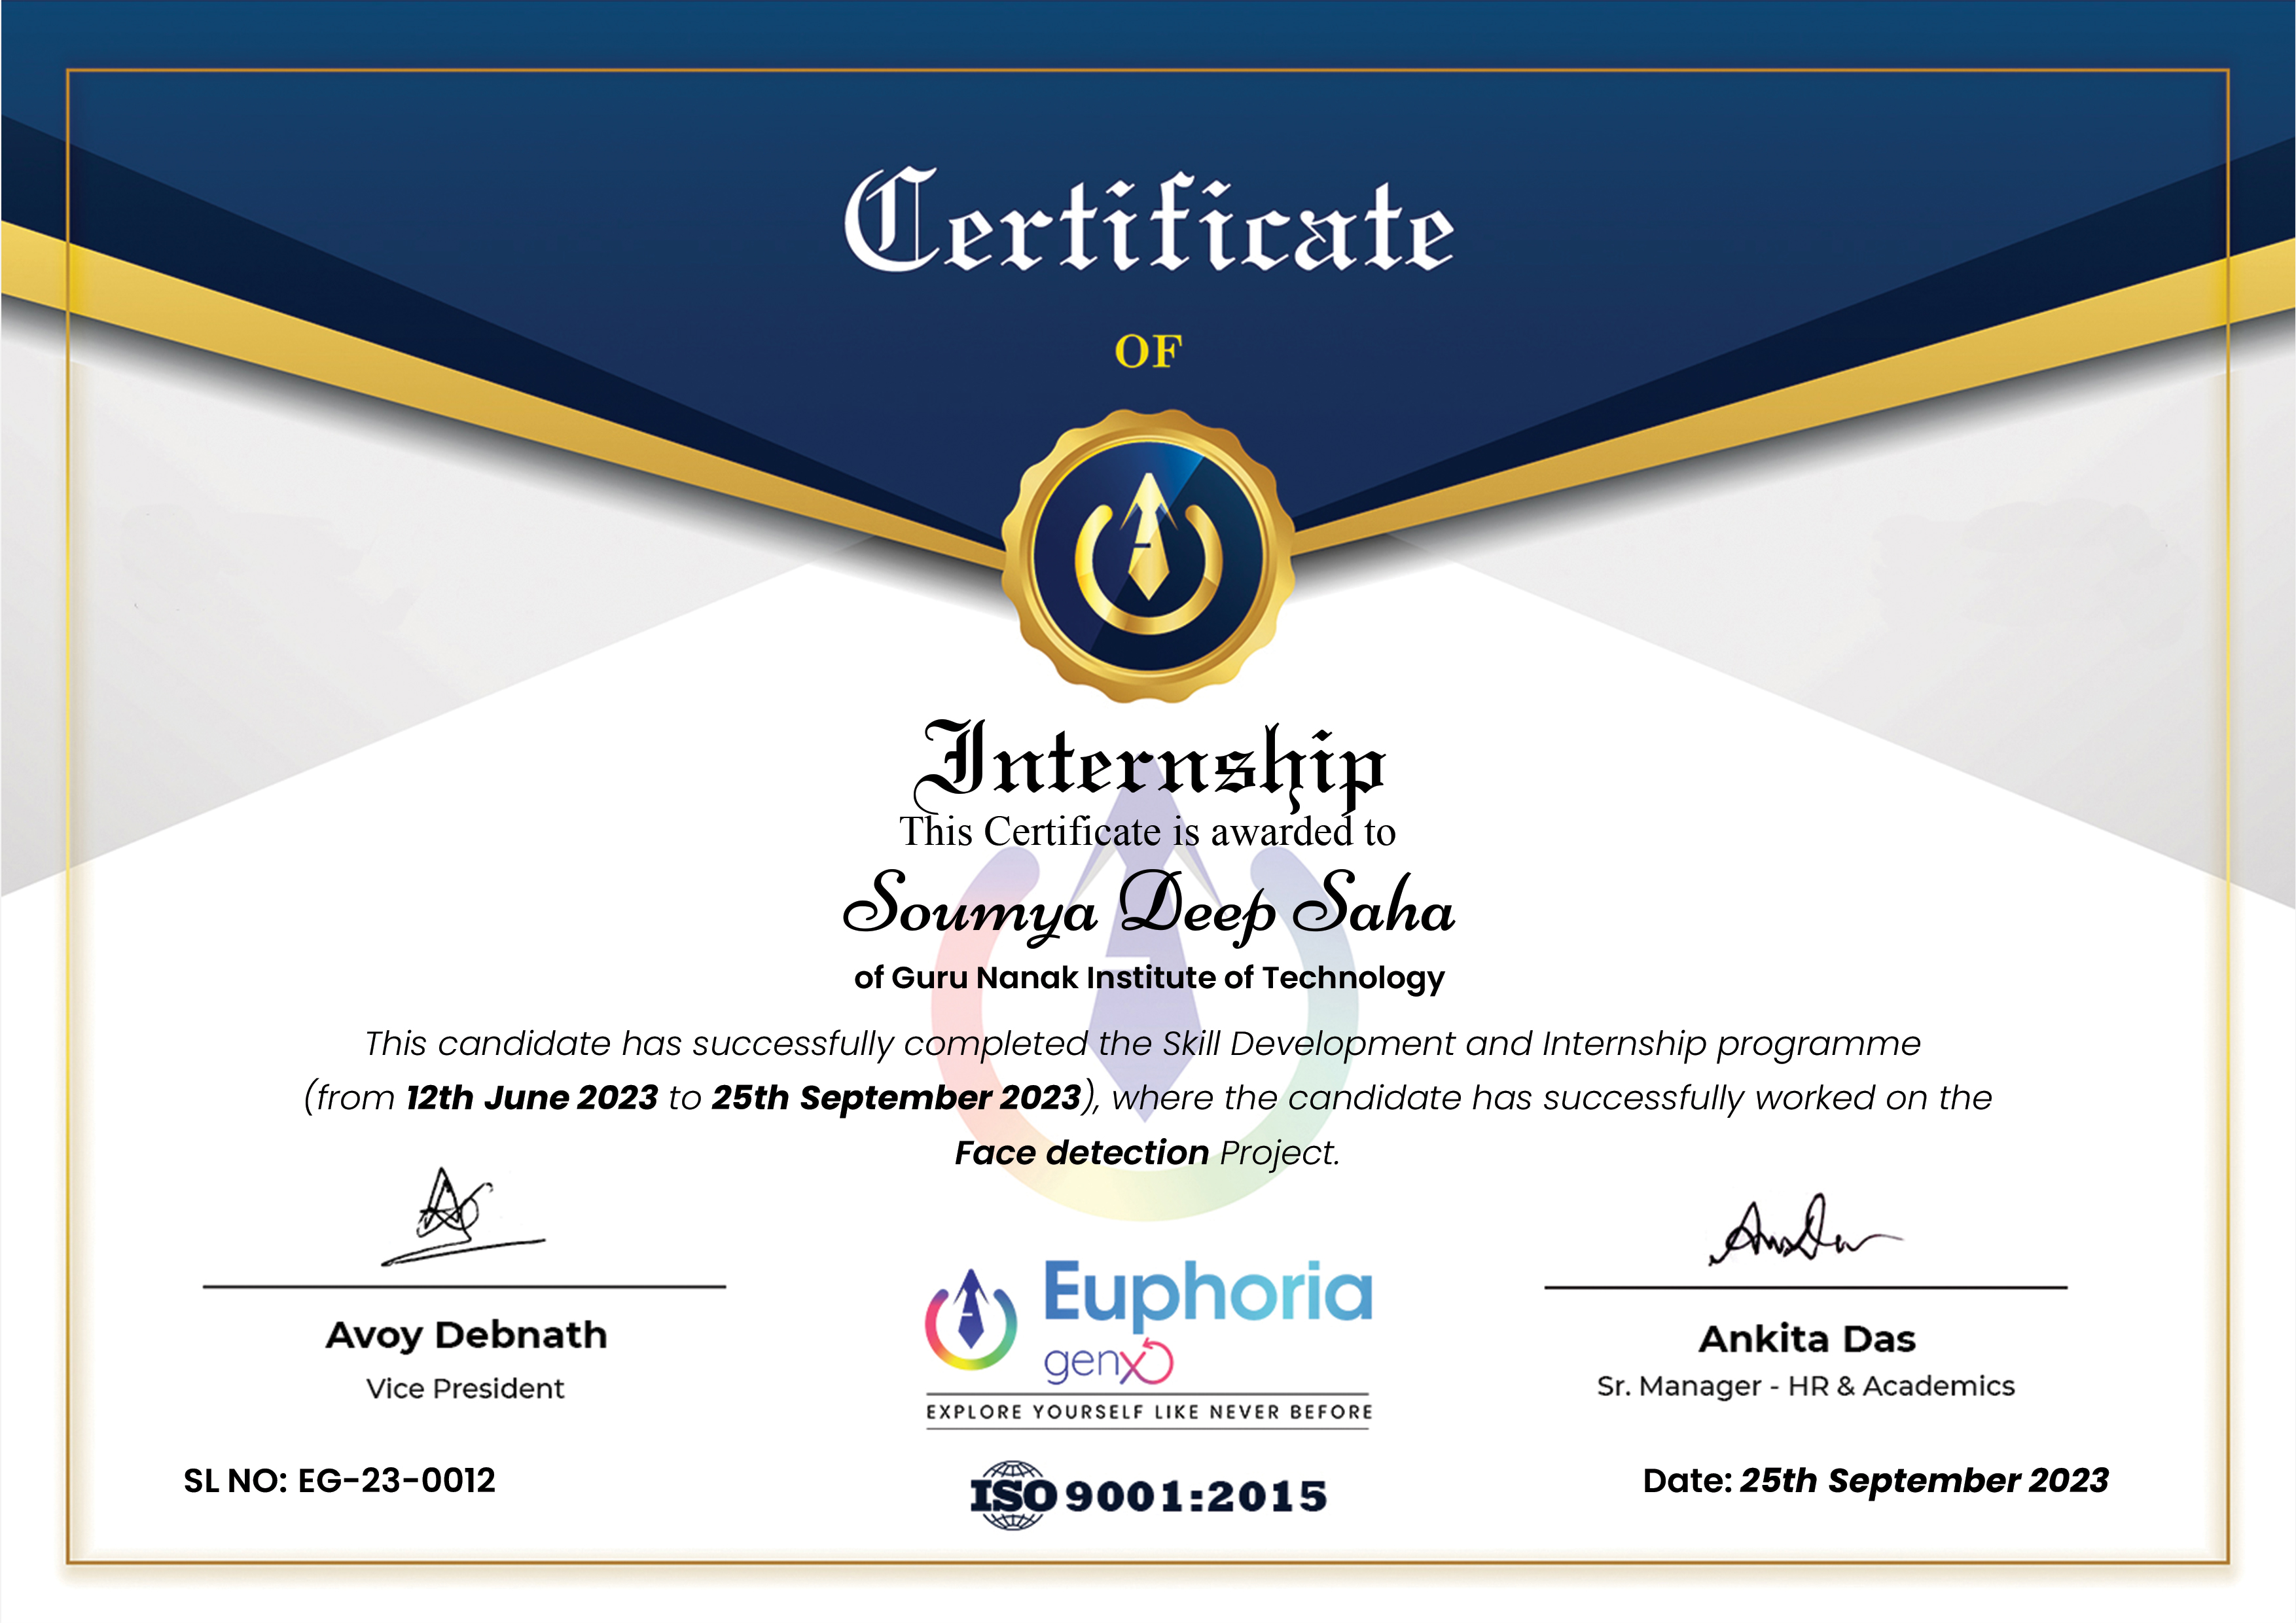 Certificate
OF
Internship
This Certificate is awarded to
Soumya Deep Saha
of Guru Nanak Institute of Technology
This candidate has successfully completed the Skill Development and Internship programme
(from 12th June 2023 to 25th September 2023), where the candidate has successfully worked on the
Face detection Project.
Avoy Debnath
Vice President
Euphoria
genx
EXPLORE YOURSELF LIKE NEVER BEFORE
Ankita Das
Sr. Manager - HR & Academics
SL NO: EG-23-0012
ISO 9001:2015
Date: 25th September 2023